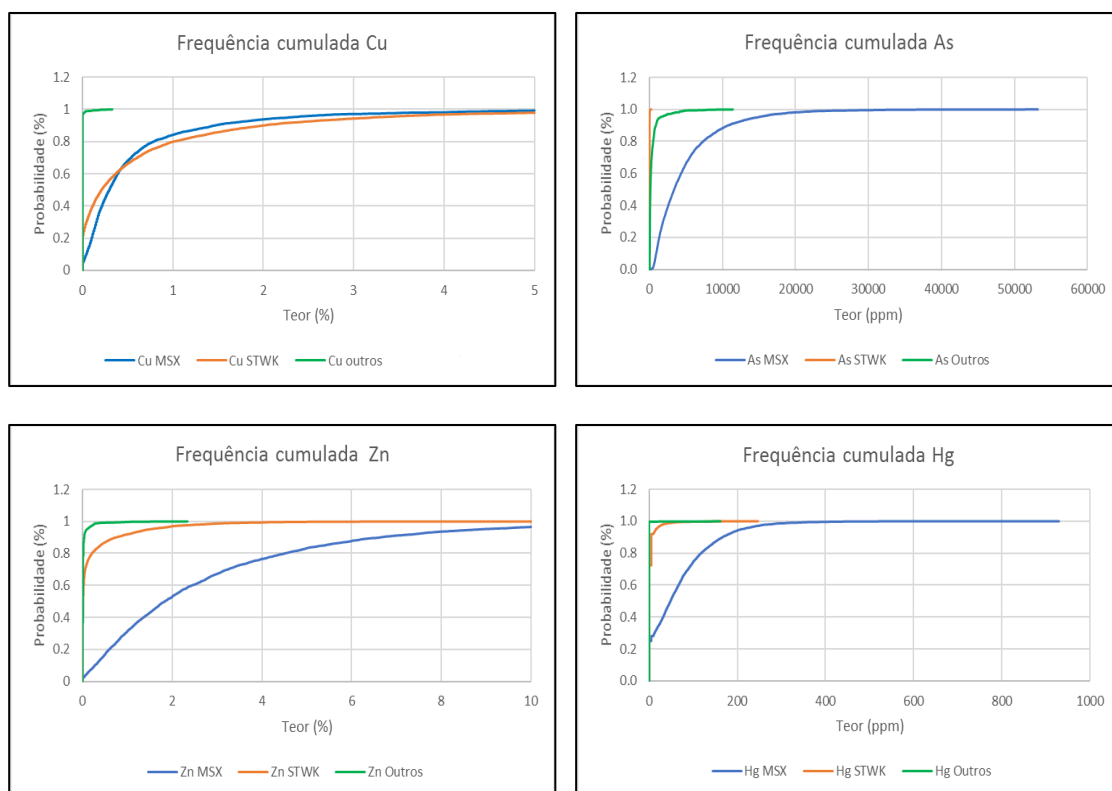 Frequência cumulada Cu
Probabilidade (%)
1.2
1
0.8
0.6
0.4
0.2
0
0 1 2 3 4 5
Teor (%)
Cu MSX Cu STWK Cu outros
Frequência cumulada As
Probabilidade (%)
1.2
1.0
0.8
0.6
0.4
0.2
0.0
0 10000 20000 30000 40000 50000 60000
Teor (ppm)
As MSX As STWK As Outros
Frequência cumulada Zn
Probabilidade (%)
1.2
1
0.8
0.6
0.4
0.2
0
0 2 4 6 8 10
Teor (%)
Zn MSX Zn STWK Zn Outros
Frequência cumulada Hg
Probabilidade (%)
1.2
1.0
0.8
0.6
0.4
0.2
0.0
0 200 400 600 800 1000
Teor (ppm)
Hg MSX Hg STWK Hg Outros